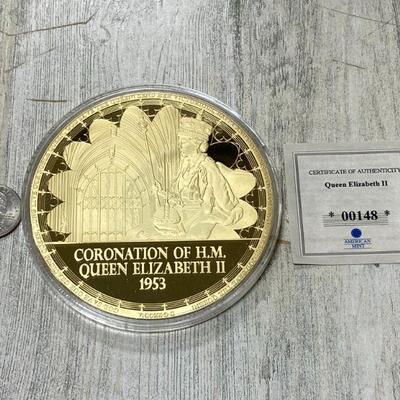 CORONATION OF H.M.
QUEEN ELIZABETH II
1953
CERTIFICATE OF AUTHENTICITY
Queen Elizabeth II
* 00148 *
AMERICAN
MINT